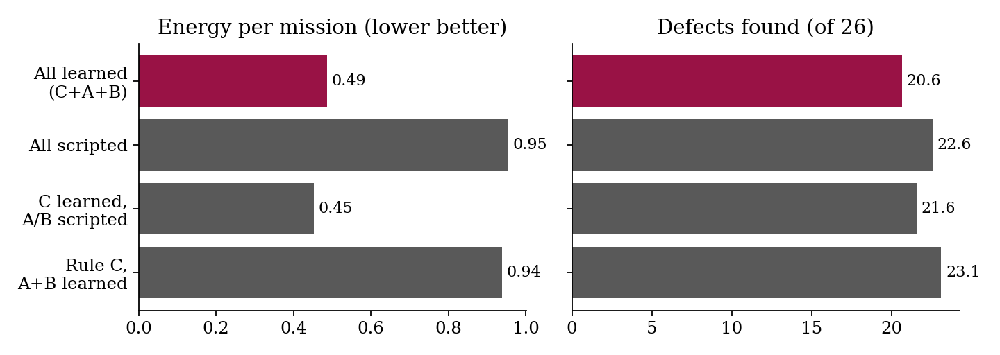 Energy per mission (lower better)
All learned
(C+A+B)
0.49
All scripted
0.95
C learned,
A/B scripted
0.45
Rule C,
A+B learned
0.94
0.0 0.2 0.4 0.6 0.8 1.0
Defects found (of 26)
20.6
22.6
21.6
23.1
0 5 10 15 20